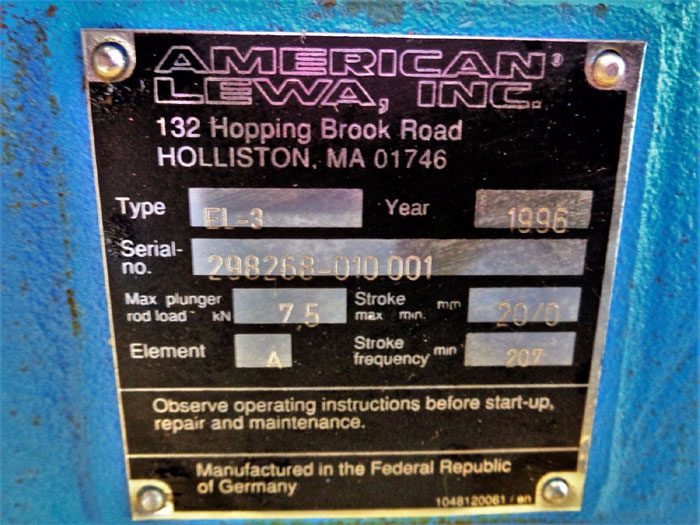 AMERICAN®
LEWA, INC.
132 Hopping Brook Road
HOLLISTON, MA 01746
Type EL-3 Year 1996
Serial-
no. 298268-010 001
Max plunger
rod load kN 7,5 Stroke
max min. mm 20/0
Element A Stroke
frequency min 207
Observe operating instructions before start-up,
repair and maintenance.
Manufactured in the Federal Republic
of Germany
1048120061 / en